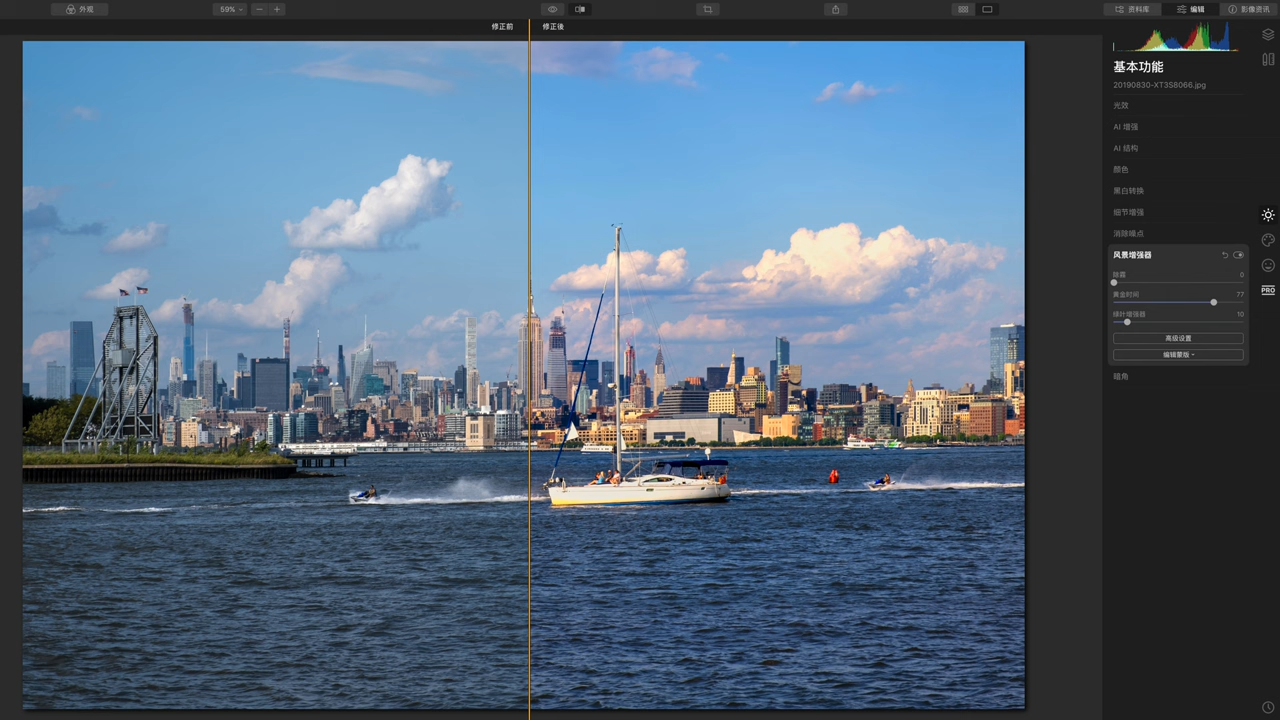 外观
59%
资料库
编辑
影像资讯
修正前
修正後
基本功能
20190830-XT3S8066.jpg
光效
AI 增强
AI 结构
颜色
黑白转换
细节增强
消除噪点
风景增强器
除霾 0
黄金时间 77
绿叶增强器 10
高级设置
编辑蒙版
暗角
PRO